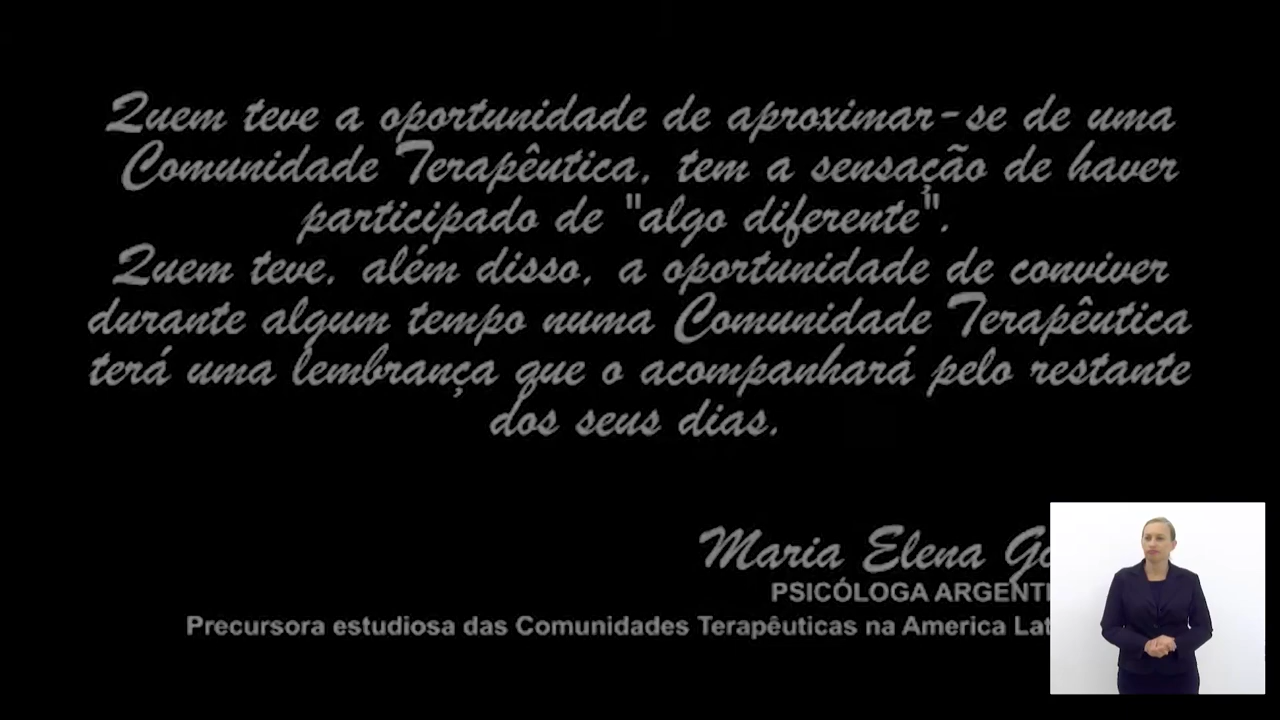 Quem teve a oportunidade de aproximar-se de uma
Comunidade Terapêutica, tem a sensação de haver
participado de "algo diferente".
Quem teve, além disso, a oportunidade de conviver
durante algum tempo numa Comunidade Terapêutica
terá uma lembrança que o acompanhará pelo restante
dos seus dias.
Maria Elena
PSICÓLOGA
Precursora estudiosa das Comunidades Terapêuticas na America